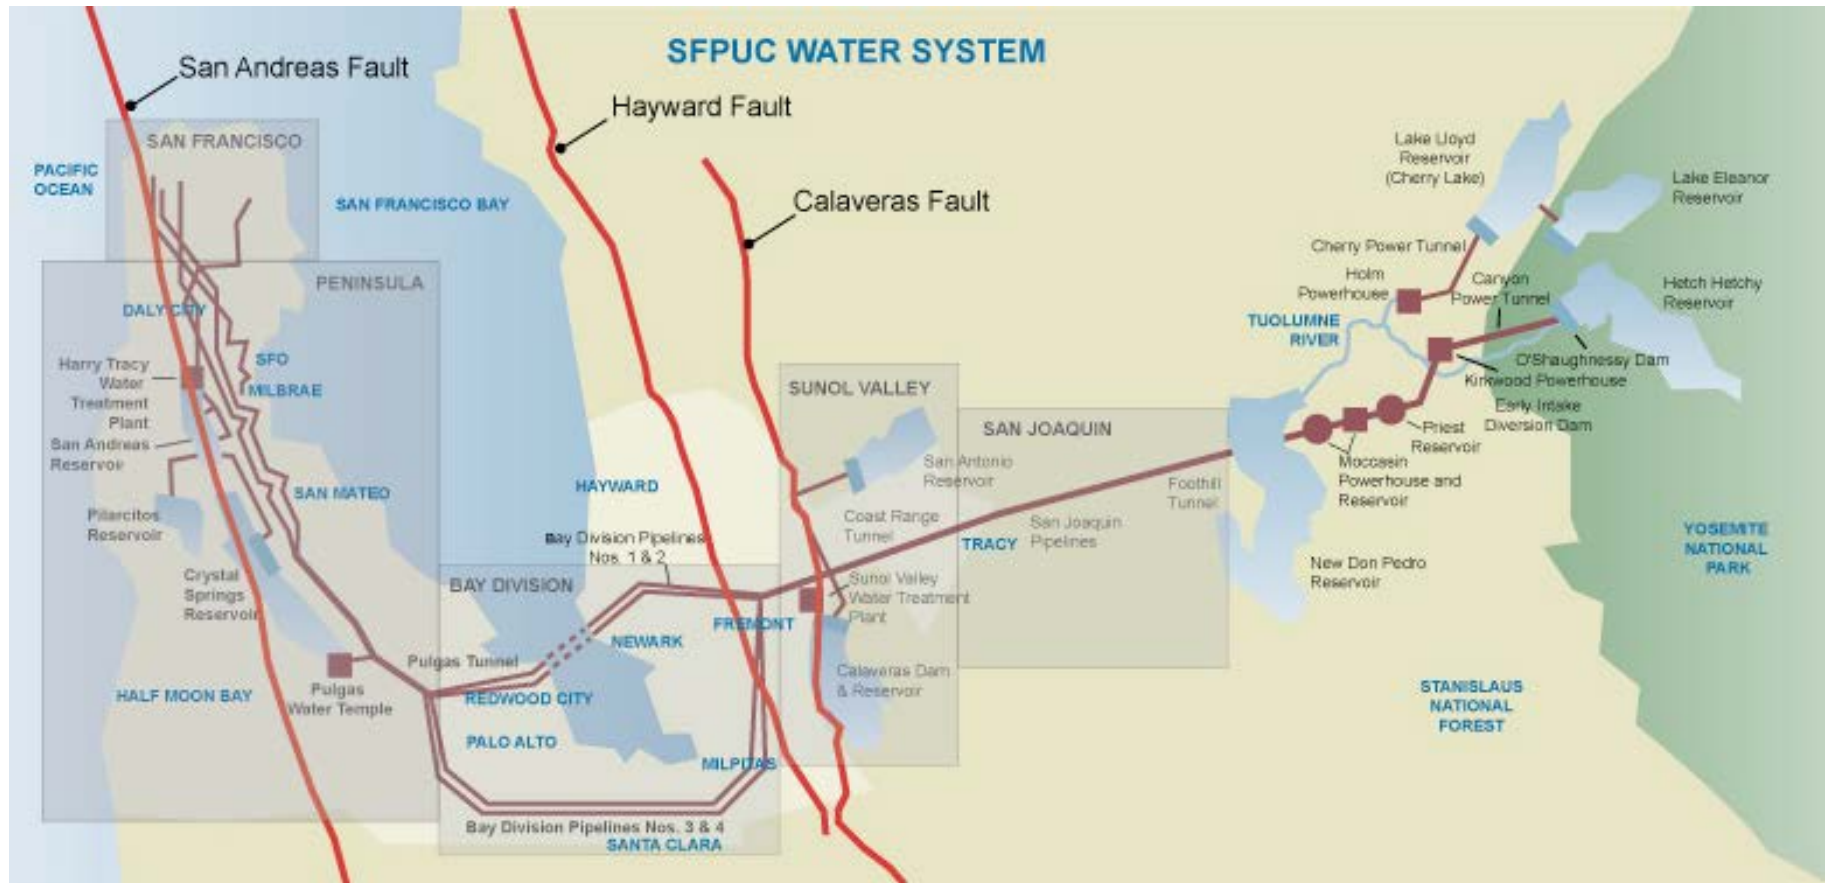 SFPUC WATER SYSTEM
San Andreas Fault
Hayward Fault
Calaveras Fault
SAN FRANCISCO
PACIFIC
OCEAN
SAN FRANCISCO BAY
PENINSULA
DALY CITY
Harry Tracy
Water
Treatment
Plant
SFO
MILBRAE
San Andreas
Reservoir
SAN MATEO
Pilarcitos
Reservoir
Crystal
Springs
Reservoir
HALF MOON BAY
Pulgas
Water Temple
Pulgas Tunnel
BAY DIVISION
HAYWARD
Bay Division Pipelines
Nos. 1 & 2
NEWARK
FREMONT
REDWOOD CITY
PALO ALTO
MILPITAS
Bay Division Pipelines Nos. 3 & 4
SANTA CLARA
SUNOL VALLEY
San Antonio
Reservoir
Coast Range
Tunnel
Sunol Valley
Water Treatment
Plant
Calaveras Dam
& Reservoir
SAN JOAQUIN
TRACY
San Joaquin
Pipelines
Foothill
Tunnel
Lake Lloyd
Reservoir
(Cherry Lake)
Lake Eleanor
Reservoir
Cherry Power Tunnel
Holm
Powerhouse
Canyon
Power Tunnel
Hetch Hetchy
Reservoir
TUOLUMNE
RIVER
O'Shaughnessy Dam
Kirkwood Powerhouse
Early Intake
Diversion Dam
Priest
Reservoir
Moccasin
Powerhouse and
Reservoir
New Don Pedro
Reservoir
YOSEMITE
NATIONAL
PARK
STANISLAUS
NATIONAL
FOREST